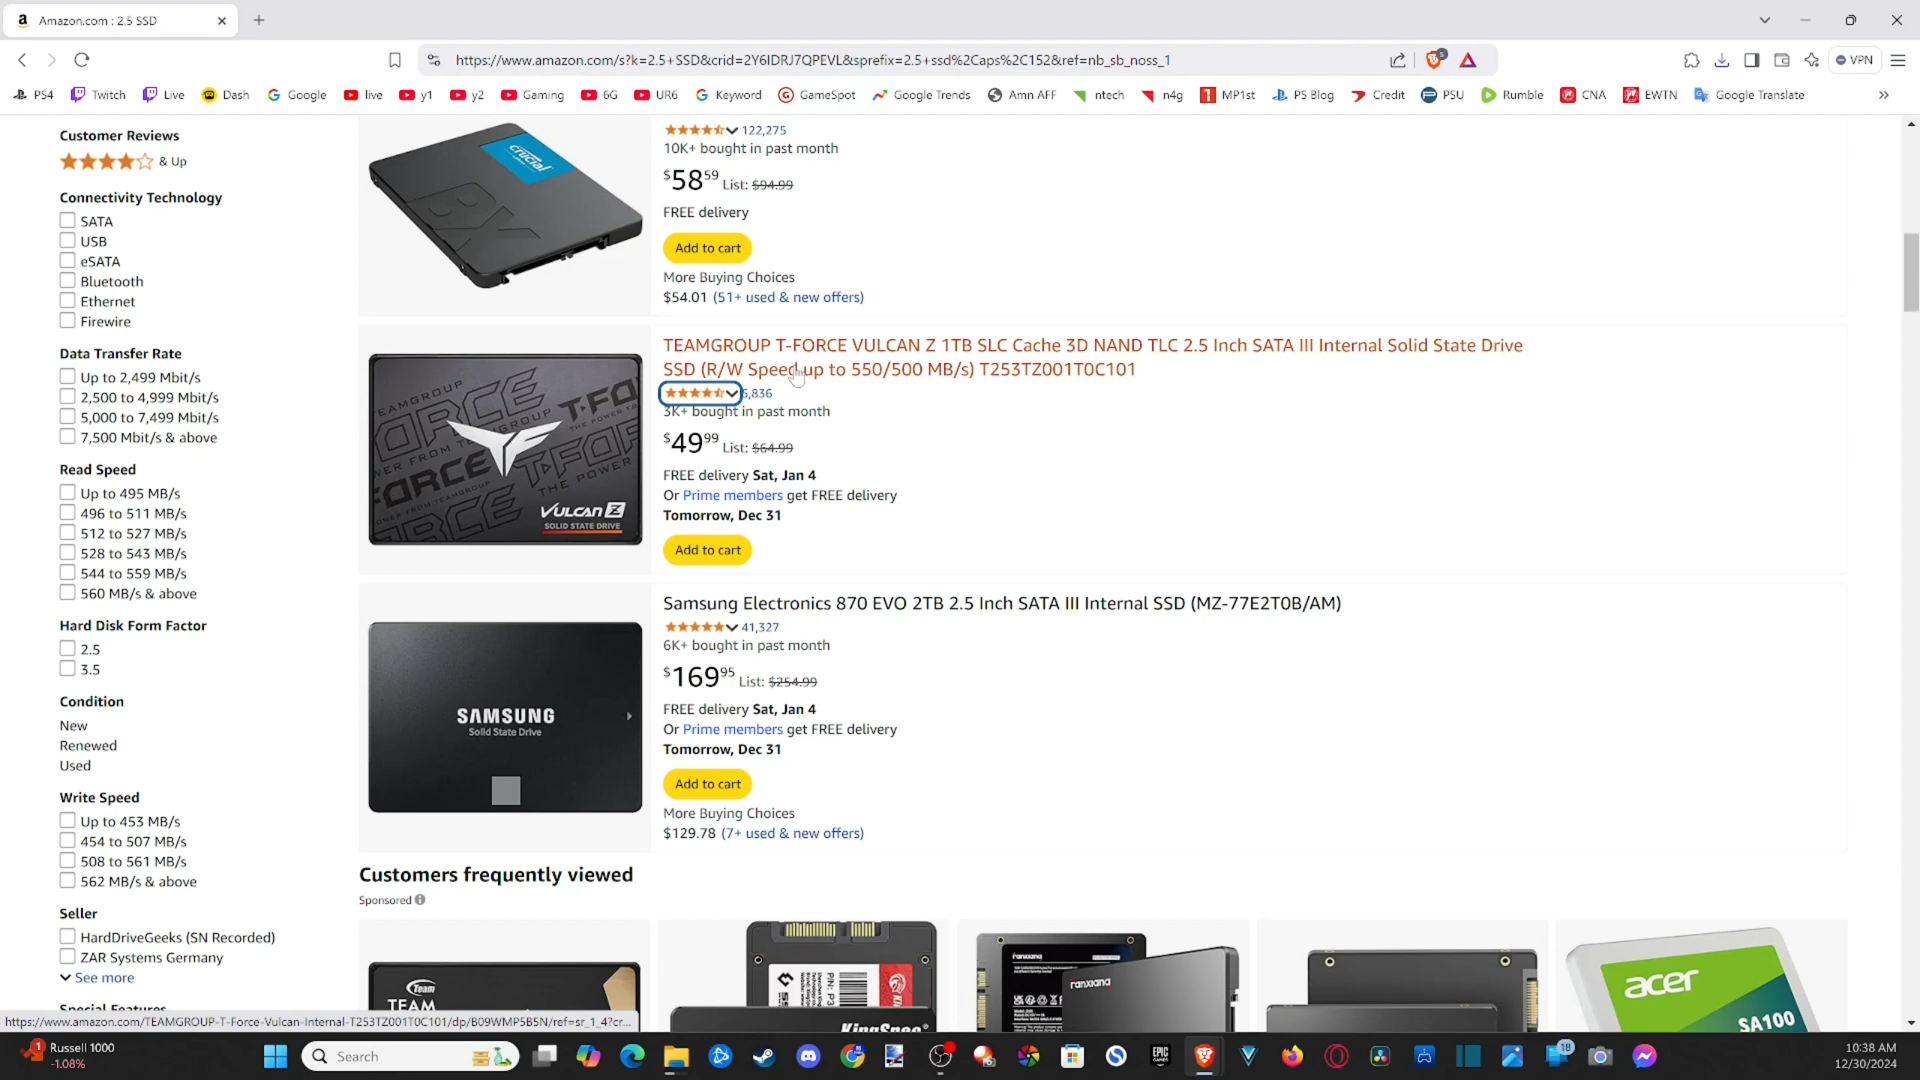 Amazon.com : 2.5 SSD
https://www.amazon.com/s?k=2.5+SSD&crid=2Y6IDRJ7QPEVL&sprefix=2.5+ssd%2Caps%2C152&ref=nb_sb_noss_1
VPN
PS4 Twitch Live Dash Google live y1 y2 Gaming 6G UR6 Keyword GameSpot Google Trends Amn AFF ntech n4g MP1st PS Blog Credit PSU Rumble CNA EWTN Google Translate
Customer Reviews
& Up
Connectivity Technology
SATA
USB
eSATA
Bluetooth
Ethernet
Firewire
Data Transfer Rate
Up to 2,499 Mbit/s
2,500 to 4,999 Mbit/s
5,000 to 7,499 Mbit/s
7,500 Mbit/s & above
Read Speed
Up to 495 MB/s
496 to 511 MB/s
512 to 527 MB/s
528 to 543 MB/s
544 to 559 MB/s
560 MB/s & above
Hard Disk Form Factor
2.5
3.5
Condition
New
Renewed
Used
Write Speed
Up to 453 MB/s
454 to 507 MB/s
508 to 561 MB/s
562 MB/s & above
Seller
HardDriveGeeks (SN Recorded)
ZAR Systems Germany
See more
Special Features
crucial
BX
122,275
10K+ bought in past month
$58 59 List: $94.99
FREE delivery
Add to cart
More Buying Choices
$54.01 (51+ used & new offers)
TEAMGROUP T-FORCE VULCAN Z 1TB SLC Cache 3D NAND TLC 2.5 Inch SATA III Internal Solid State Drive
SSD (R/W Speed up to 550/500 MB/s) T253TZ001T0C101
,836
3K+ bought in past month
$49 99 List: $64.99
FREE delivery Sat, Jan 4
Or Prime members get FREE delivery
Tomorrow, Dec 31
Add to cart
VULCAN Z
SOLID STATE DRIVE
Samsung Electronics 870 EVO 2TB 2.5 Inch SATA III Internal SSD (MZ-77E2T0B/AM)
41,327
6K+ bought in past month
$169 95 List: $254.99
FREE delivery Sat, Jan 4
Or Prime members get FREE delivery
Tomorrow, Dec 31
Add to cart
More Buying Choices
$129.78 (7+ used & new offers)
SAMSUNG
Solid State Drive
Customers frequently viewed
Sponsored
Team
TEAM
KingSpec
ranxiana
ranxiana
acer
SA100
https://www.amazon.com/TEAMGROUP-T-Force-Vulcan-Internal-T253TZ001T0C101/dp/B09WMP5B5N/ref=sr_1_4?cr...
1
Russell 1000
-1.08%
Search
EPIC
GAMES
18
10:38 AM
12/30/2024